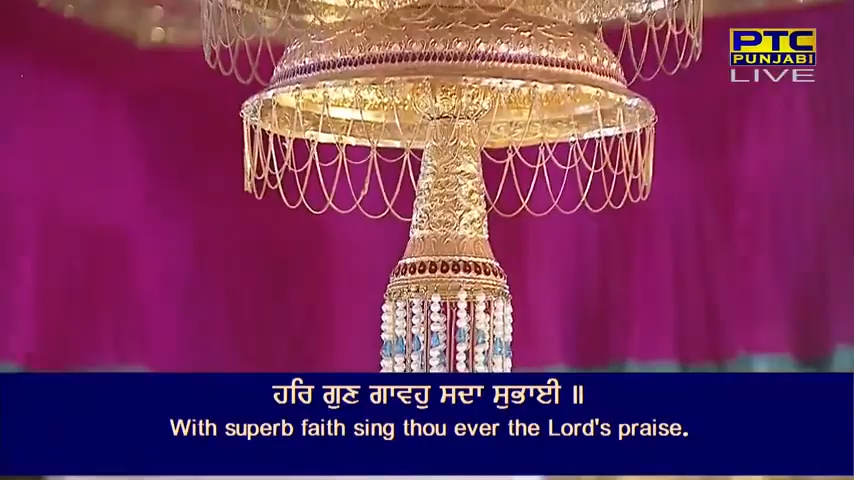 PTC
PUNJABI
LIVE
ਹਰਿ ਗੁਣ ਗਾਵਹੁ ਸਦਾ ਸੁਭਾਈ ॥
With superb faith sing thou ever the Lord's praise.